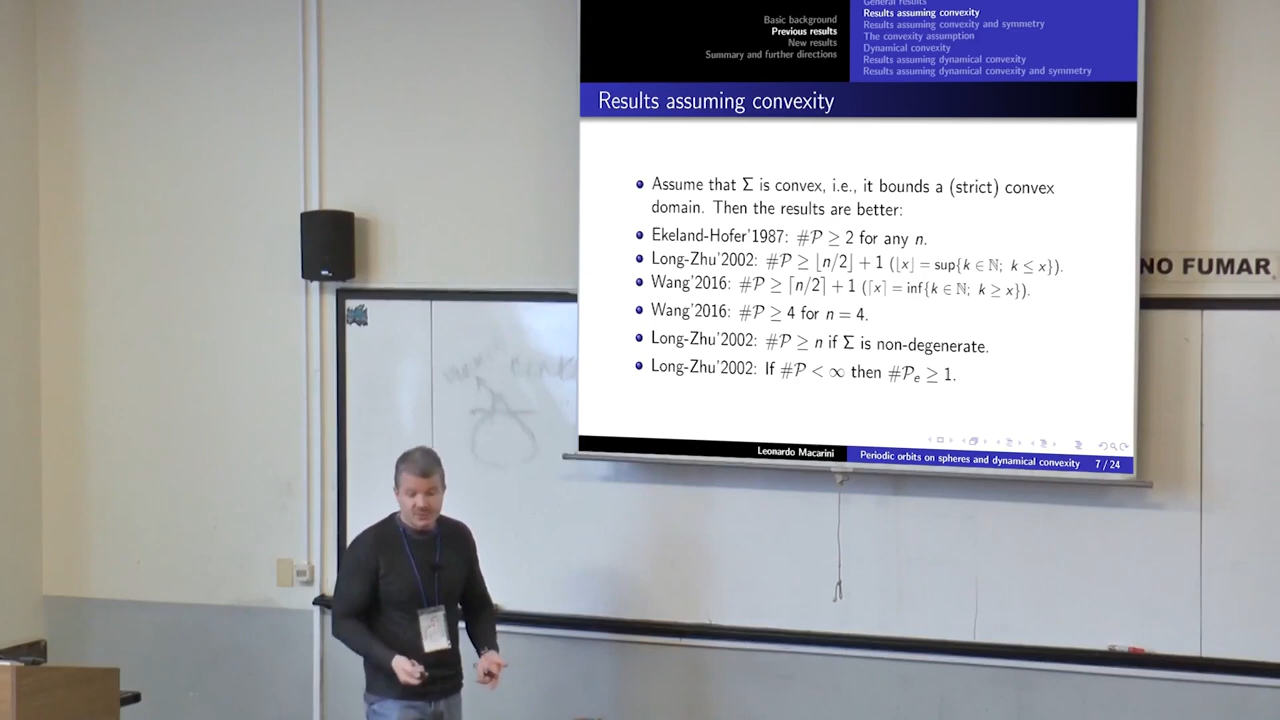 Basic background
Previous results
New results
Summary and further directions
General results
Results assuming convexity
Results assuming convexity and symmetry
The convexity assumption
Dynamical convexity
Results assuming dynamical convexity
Results assuming dynamical convexity and symmetry
Results assuming convexity
Assume that Σ is convex, i.e., it bounds a (strict) convex
domain. Then the results are better:
Ekeland-Hofer'1987: #𝒫 ≥ 2 for any n.
Long-Zhu'2002: #𝒫 ≥ ⌊n/2⌋ + 1 (⌊x⌋ = sup{k ∈ ℕ; k ≤ x}).
Wang'2016: #𝒫 ≥ ⌈n/2⌉ + 1 (⌈x⌉ = inf{k ∈ ℕ; k ≥ x}).
Wang'2016: #𝒫 ≥ 4 for n = 4.
Long-Zhu'2002: #𝒫 ≥ n if Σ is non-degenerate.
Long-Zhu'2002: If #𝒫 < ∞ then #𝒫ₑ ≥ 1.
Leonardo Macarini
Periodic orbits on spheres and dynamical convexity
7 / 24
NO FUMAR